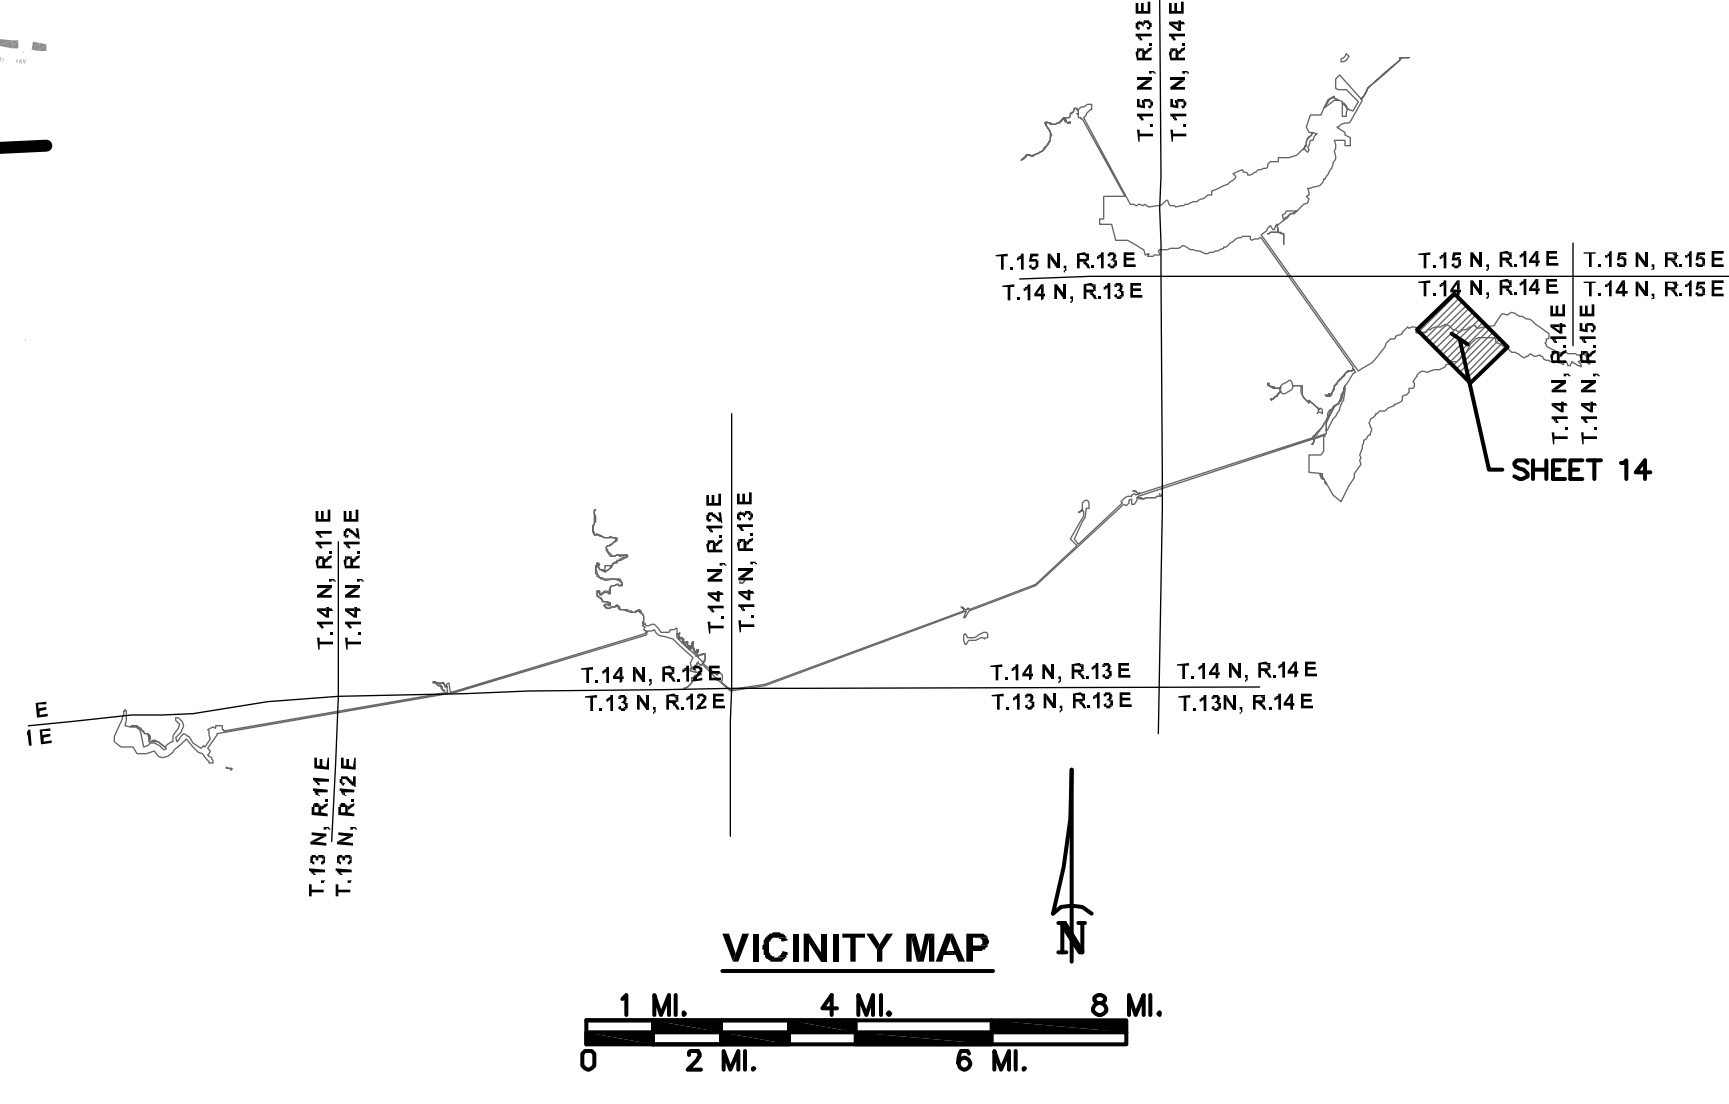 T.15 N, R.13 E
T.15 N, R.14 E
T.15 N, R.13 E
T.14 N, R.13 E
T.15 N, R.14 E
T.14 N, R.14 E
T.15 N, R.15 E
T.14 N, R.15 E
T.14 N, R.14 E
T.14 N, R.15 E
SHEET 14
T.14 N, R.11 E
T.14 N, R.12 E
T.14 N, R.12 E
T.14 N, R.13 E
T.14 N, R.12 E
T.13 N, R.12 E
T.14 N, R.13 E
T.13 N, R.13 E
T.14 N, R.14 E
T.13N, R.14 E
E
1 E
T.13 N, R.11 E
T.13 N, R.12 E
N
VICINITY MAP
1 MI. 4 MI. 8 MI.
0 2 MI. 6 MI.